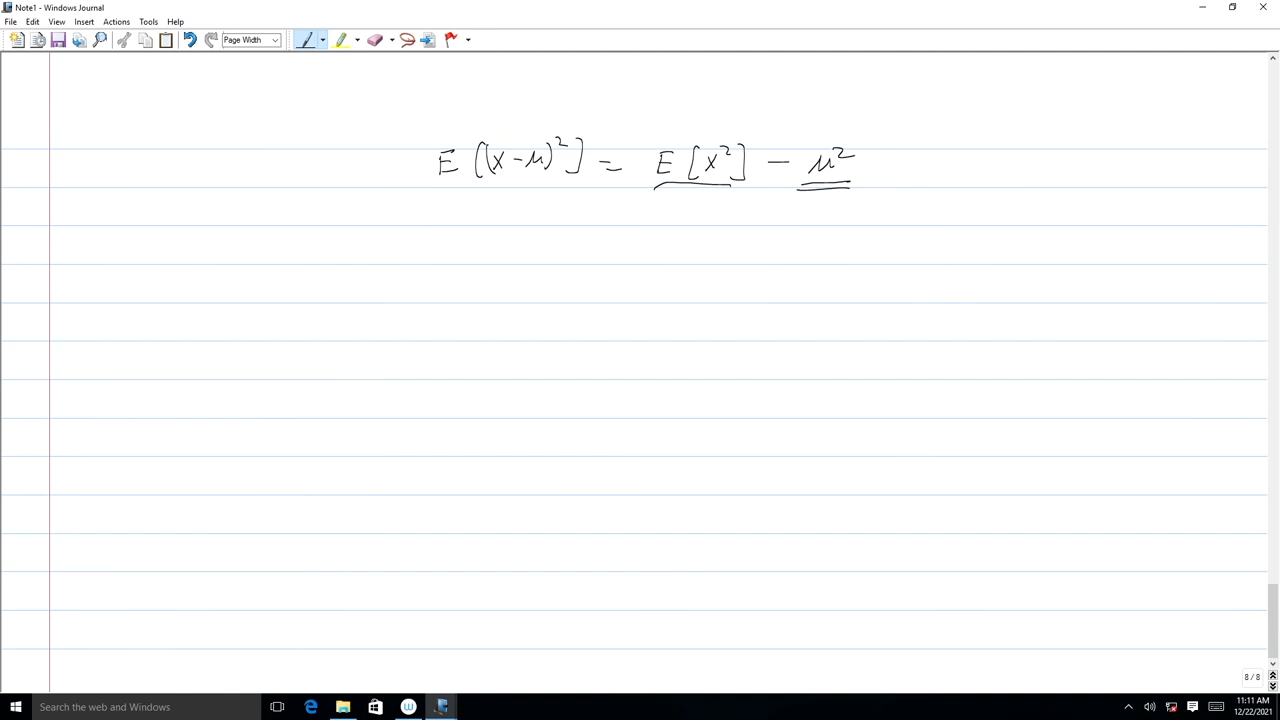 Note1 - Windows Journal
File Edit View Insert Actions Tools Help
Page Width
E [(x-μ)²] = E [x²] - μ²
8 / 8
Search the web and Windows
11:11 AM
12/22/2021